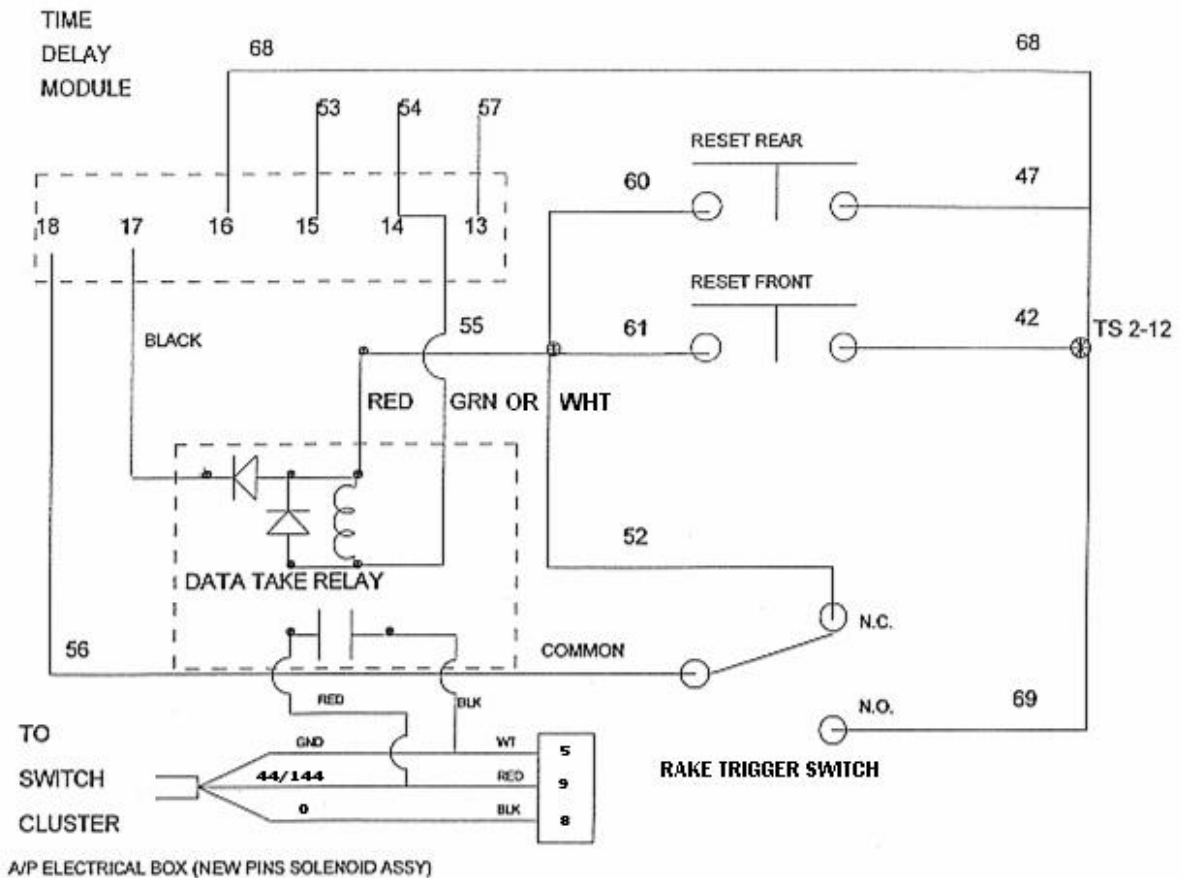 TIME
DELAY
MODULE
68
68
53
54
57
RESET REAR
60
47
18
17
16
15
14
13
RESET FRONT
BLACK
55
61
42
TS 2-12
RED
GRN OR WHT
52
DATA TAKE RELAY
N.C.
56
COMMON
RED
BLK
N.O.
69
TO
SWITCH
CLUSTER
GND
WT
5
44/144
RED
9
0
BLK
8
RAKE TRIGGER SWITCH
A/P ELECTRICAL BOX (NEW PINS SOLENOID ASSY)